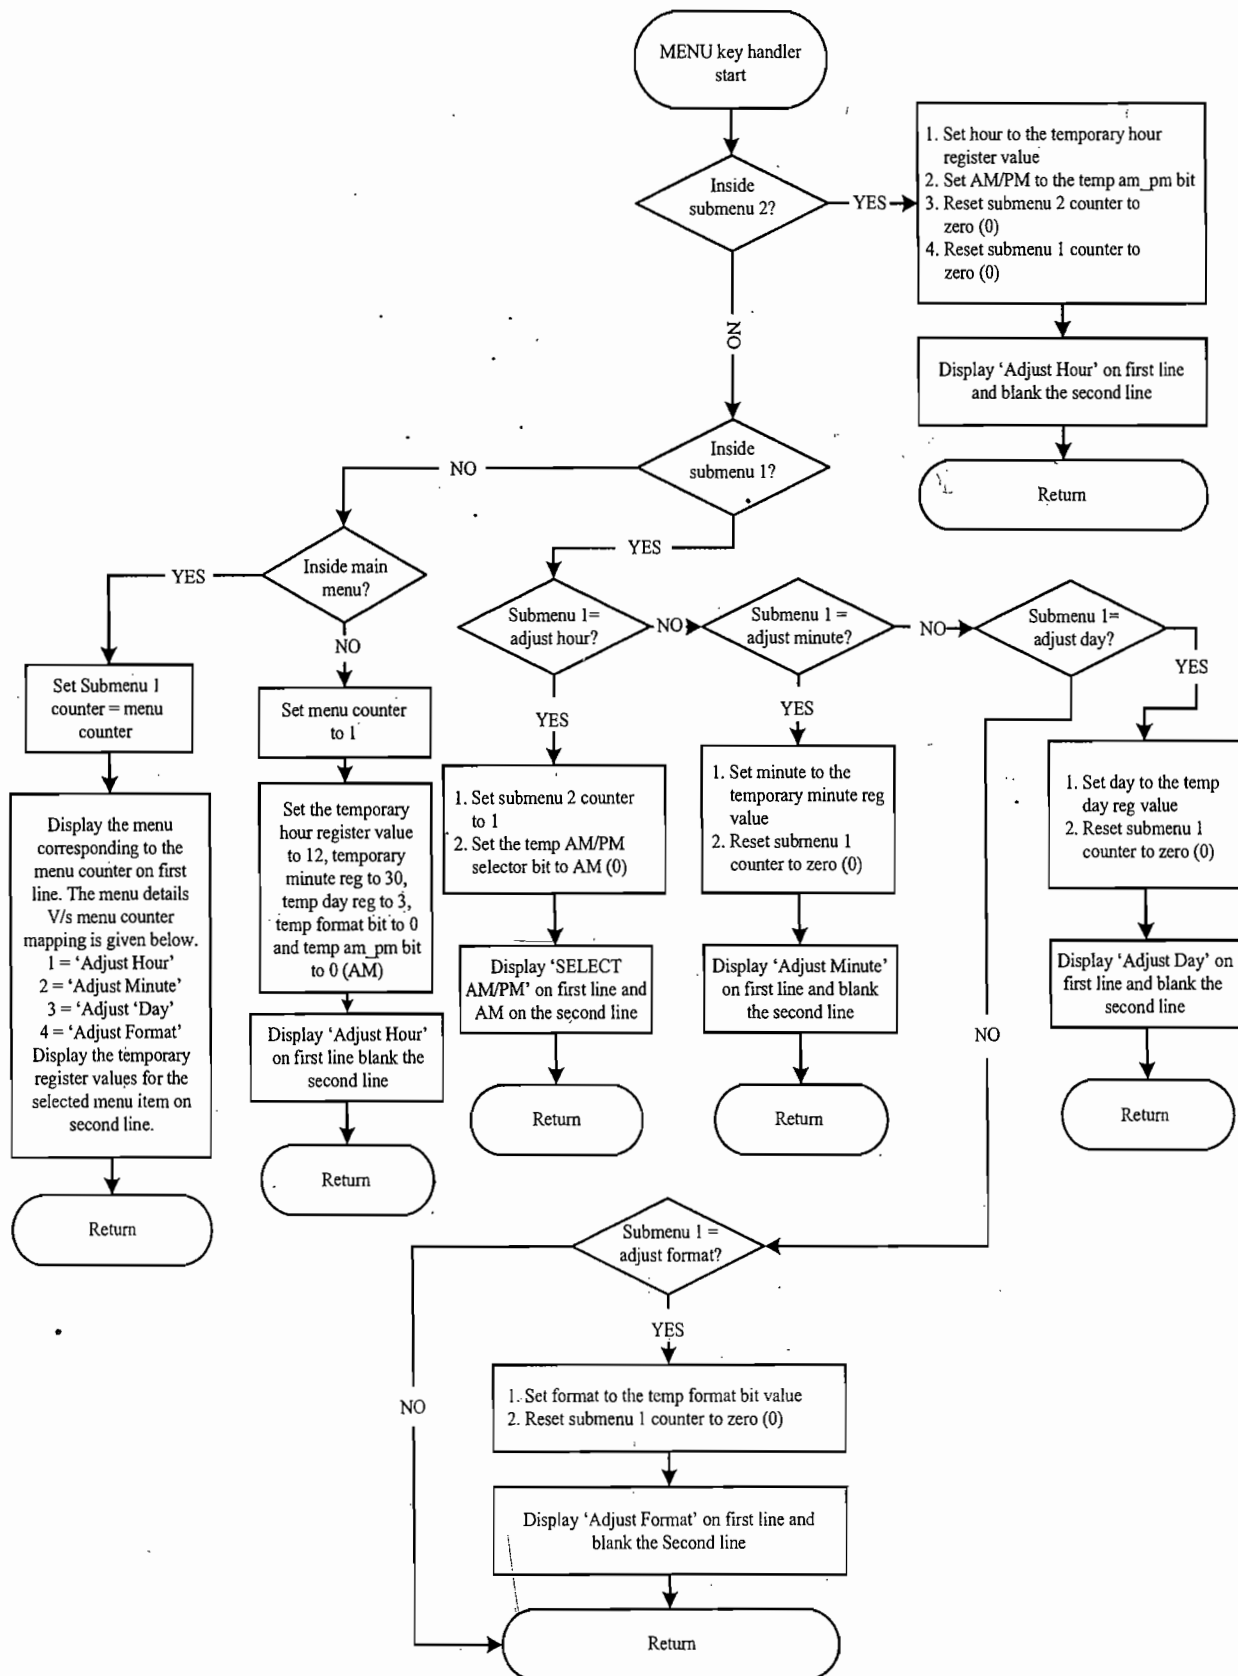 MENU key handler
start
Inside
submenu 2?
YES
1. Set hour to the temporary hour
register value
2. Set AM/PM to the temp am_pm bit
3. Reset submenu 2 counter to
zero (0)
4. Reset submenu 1 counter to
zero (0)
Display ‘Adjust Hour’ on first line
and blank the second line
Return
NO
Inside
submenu 1?
NO
YES
Inside main
menu?
YES
NO
Set Submenu 1
counter = menu
counter
Display the menu
corresponding to the
menu counter on first
line. The menu details
V/s menu counter
mapping is given below.
1 = ‘Adjust Hour’
2 = ‘Adjust Minute’
3 = ‘Adjust ‘Day’
4 = ‘Adjust Format’
Display the temporary
register values for the
selected menu item on
second line.
Return
Set menu counter
to 1
Set the temporary
hour register value
to 12, temporary
minute reg to 30,
temp day reg to 3,
temp format bit to 0
and temp am_pm bit
to 0 (AM)
Display ‘Adjust Hour’
on first line blank the
second line
Return
Submenu 1=
adjust hour?
NO
YES
1. Set submenu 2 counter
to 1
2. Set the temp AM/PM
selector bit to AM (0)
Display ‘SELECT
AM/PM’ on first line and
AM on the second line
Return
Submenu 1 =
adjust minute?
NO
YES
1. Set minute to the
temporary minute reg
value
2. Reset submenu 1
counter to zero (0)
Display ‘Adjust Minute’
on first line and blank
the second line
Return
Submenu 1=
adjust day?
YES
1. Set day to the temp
day reg value
2. Reset submenu 1
counter to zero (0)
Display ‘Adjust Day’ on
first line and blank the
second line
Return
NO
Submenu 1 =
adjust format?
YES
NO
1. Set format to the temp format bit value
2. Reset submenu 1 counter to zero (0)
Display ‘Adjust Format’ on first line and
blank the Second line
Return